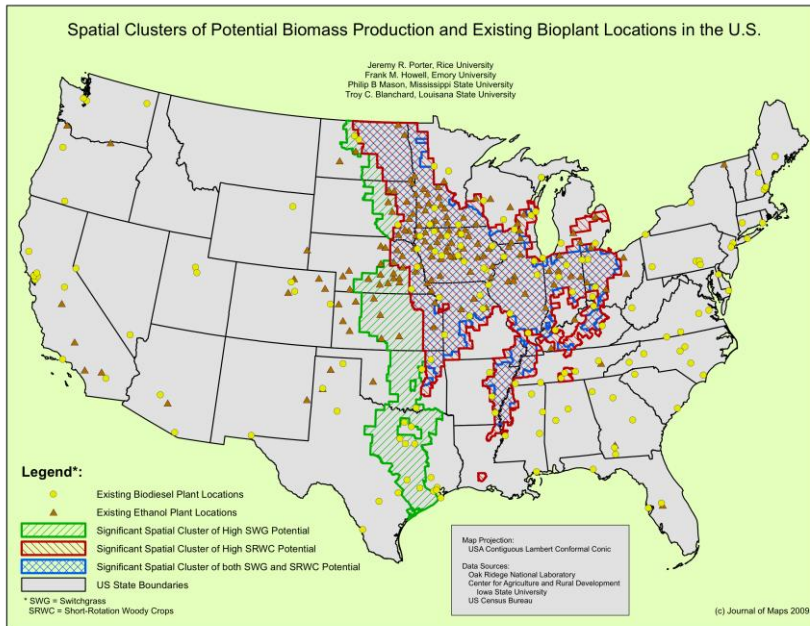 Spatial Clusters of Potential Biomass Production and Existing Bioplant Locations in the U.S.
Jeremy R. Porter, Rice University
Frank M. Howell, Emory University
Philip B Mason, Mississippi State University
Troy C. Blanchard, Louisana State University
Legend*:
Existing Biodiesel Plant Locations
Existing Ethanol Plant Locations
Significant Spatial Cluster of High SWG Potential
Significant Spatial Cluster of High SRWC Potential
Significant Spatial Cluster of both SWG and SRWC Potential
US State Boundaries
* SWG = Switchgrass
SRWC = Short-Rotation Woody Crops
Map Projection:
USA Contiguous Lambert Conformal Conic
Data Sources:
Oak Ridege National Laboratory
Center for Agriculture and Rural Development
Iowa State University
US Census Bureau
(c) Journal of Maps 2009